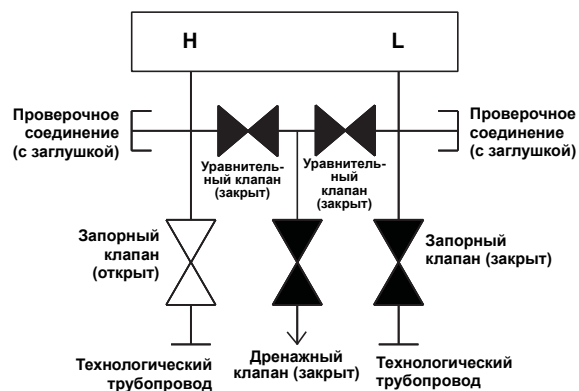 H
L
Проверочное
соединение
(с заглушкой)
Проверочное
соединение
(с заглушкой)
Уравнитель-
ный клапан
(закрыт)
Уравнитель-
ный
клапан
(закрыт)
Запорный
клапан
(открыт)
Запорный
клапан (закрыт)
Технологический
трубопровод
Дренажный
клапан (закрыт)
Технологический
трубопровод